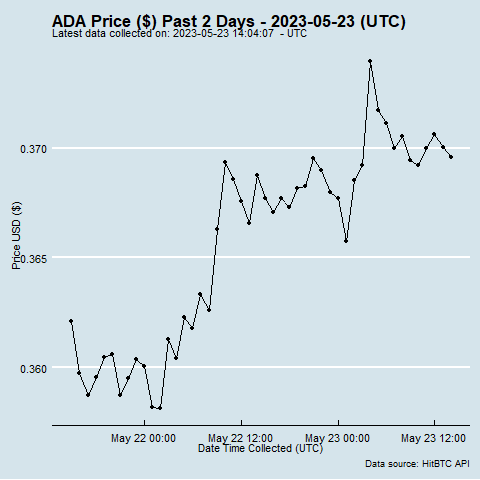 ADA Price ($) Past 2 Days - 2023-05-23 (UTC)
Latest data collected on: 2023-05-23 14:04:07 - UTC
0.370
0.365
0.360
Price USD ($)
May 22 00:00 May 22 12:00 May 23 00:00 May 23 12:00
Date Time Collected (UTC)
Data source: HitBTC API